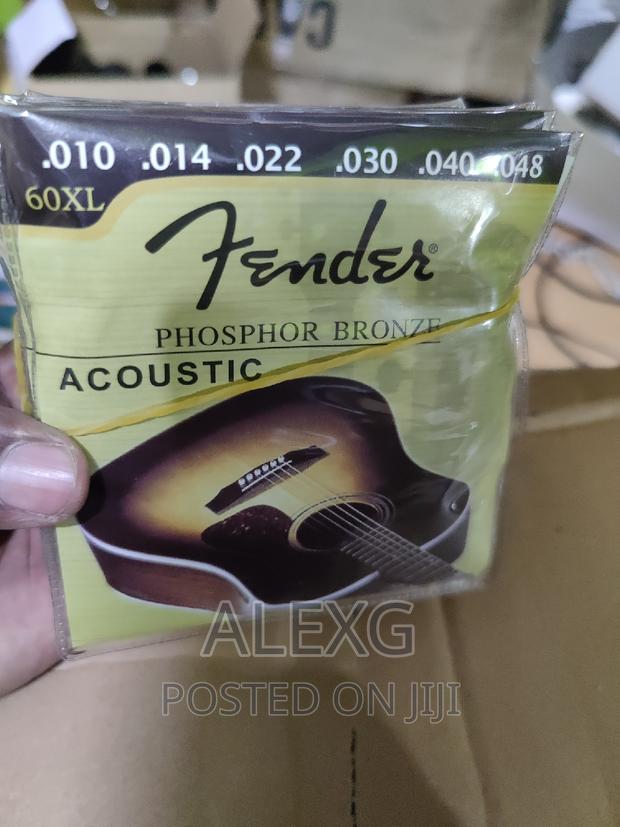 .010 .014 .022 .030 .040 .048
60XL
Fender®
PHOSPHOR BRONZE
ACOUSTIC
ALEXG
POSTED ON JIJI